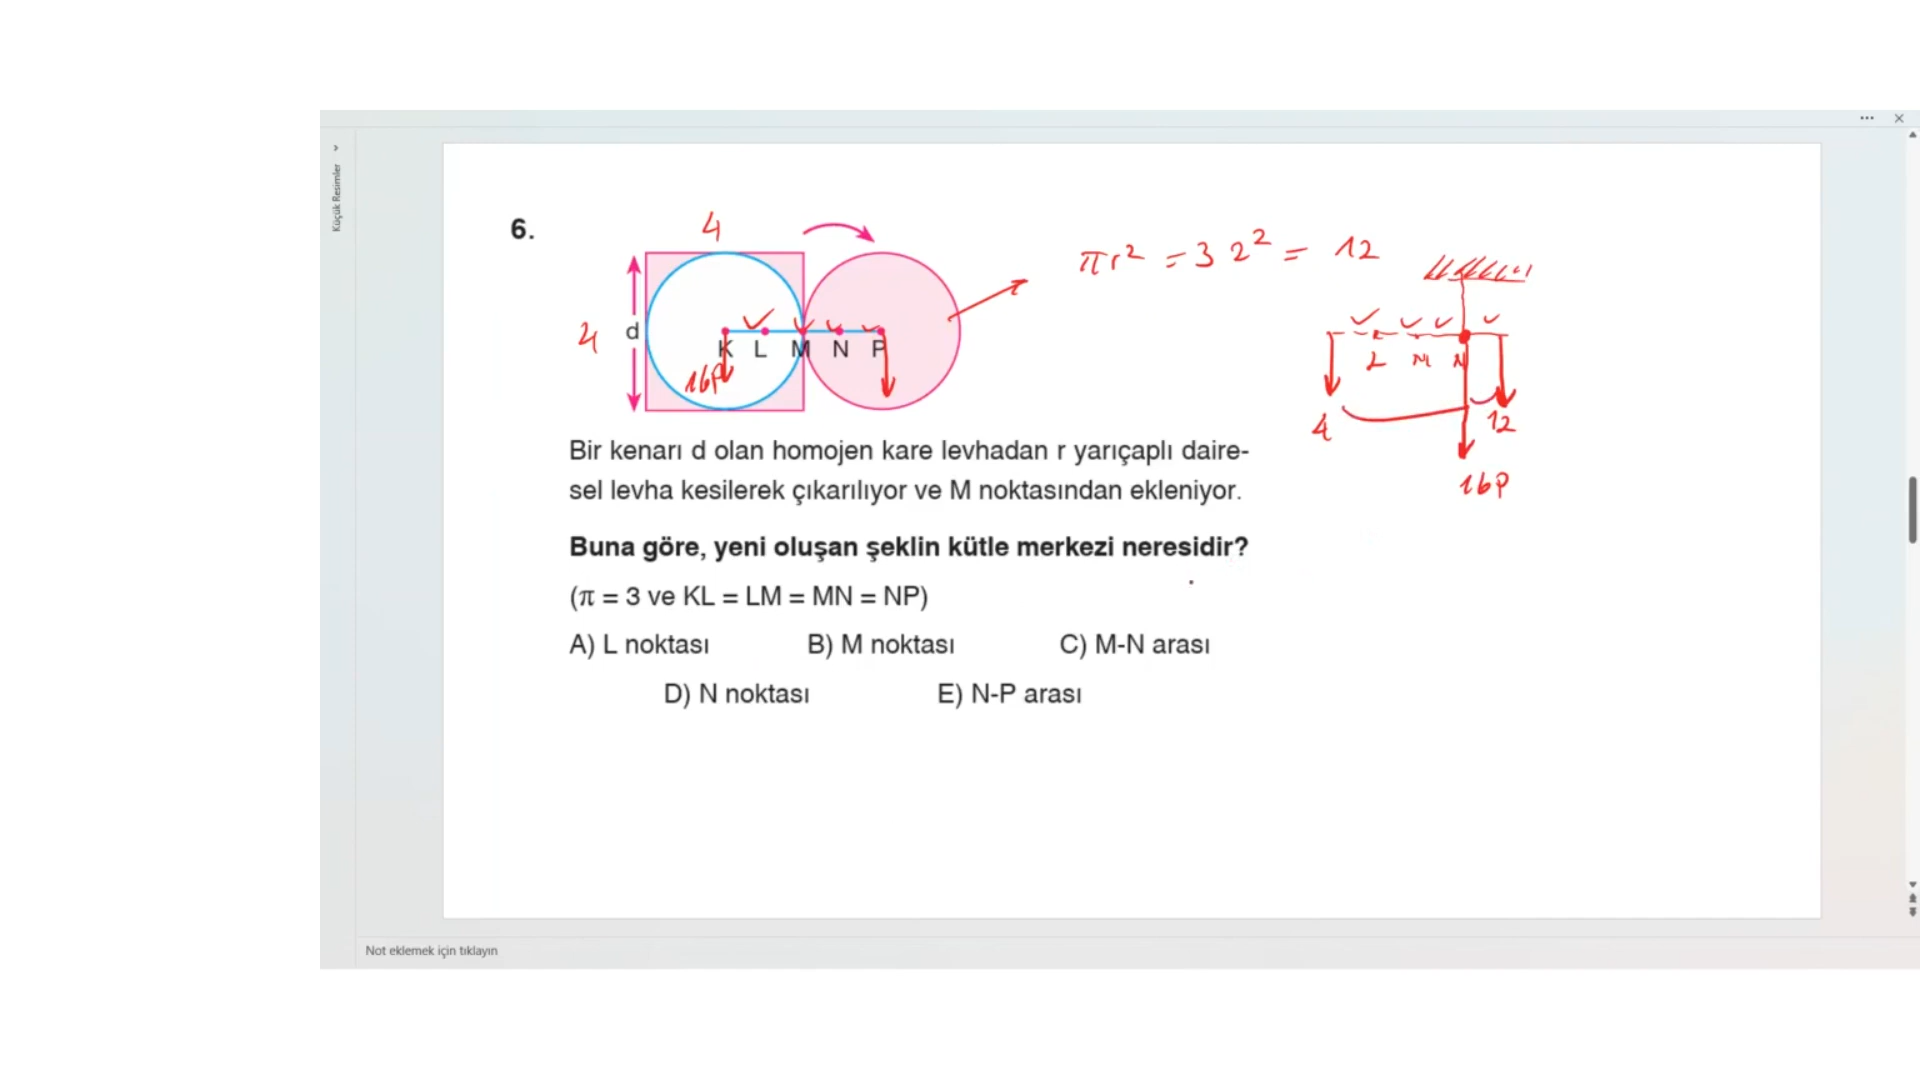 Küçük Resimler
6.
4
πr² = 3 2² = 12
4 d
K L M N P
16P
L M N
4 12
16P
Bir kenarı d olan homojen kare levhadan r yarıçaplı daire-
sel levha kesilerek çıkarılıyor ve M noktasından ekleniyor.
Buna göre, yeni oluşan şeklin kütle merkezi neresidir?
(π = 3 ve KL = LM = MN = NP)
A) L noktası B) M noktası C) M-N arası
D) N noktası E) N-P arası
Not eklemek için tıklayın